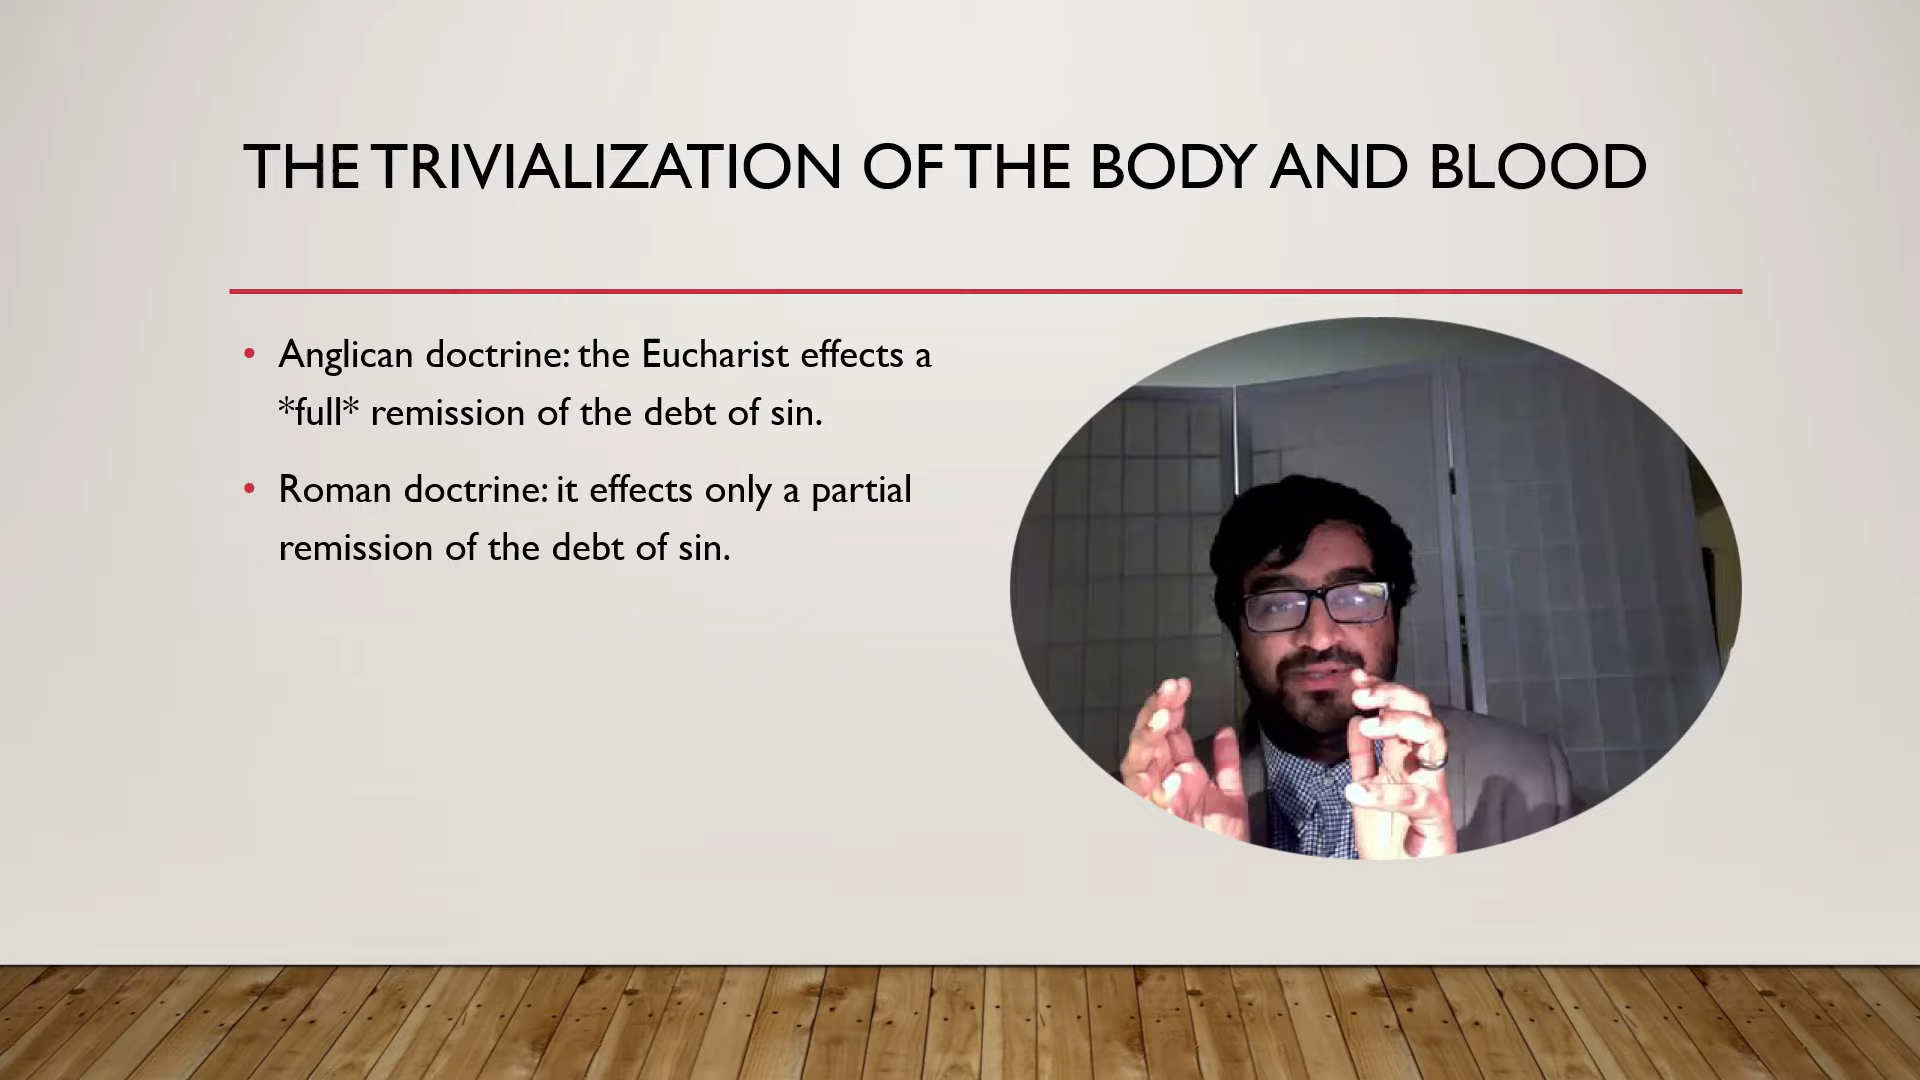 THE TRIVIALIZATION OF THE BODY AND BLOOD
• Anglican doctrine: the Eucharist effects a
*full* remission of the debt of sin.
• Roman doctrine: it effects only a partial
remission of the debt of sin.